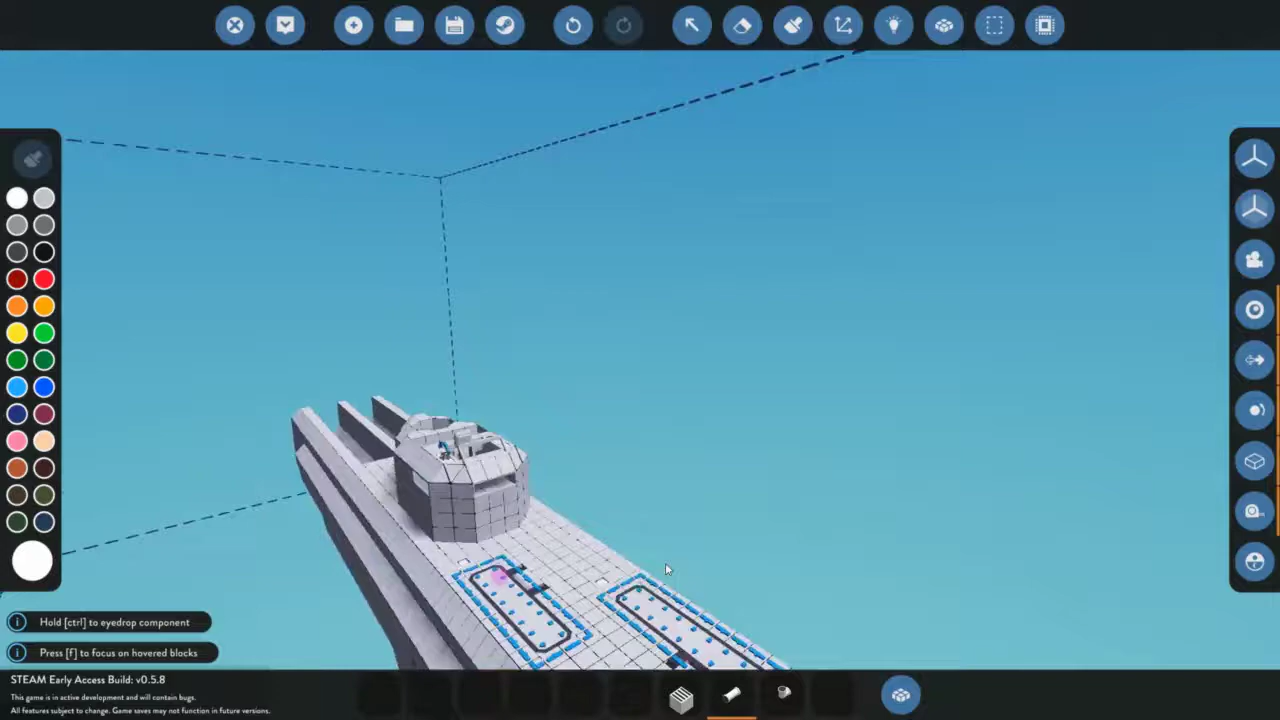 Hold [ctrl] to eyedrop component
Press [f] to focus on hovered blocks
STEAM Early Access Build: v0.5.8
This game is in active development and will contain bugs.
All features subject to change. Game saves may not function in future versions.